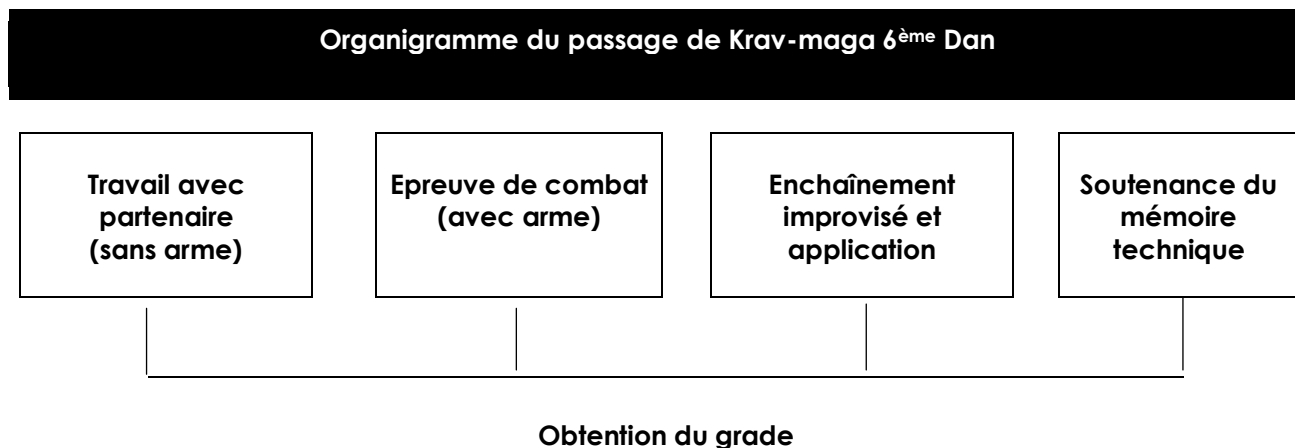 Organigramme du passage de Krav-maga 6ème Dan
Travail avec
partenaire
(sans arme)
Epreuve de combat
(avec arme)
Enchaînement
improvisé et
application
Soutenance du
mémoire
technique
Obtention du grade